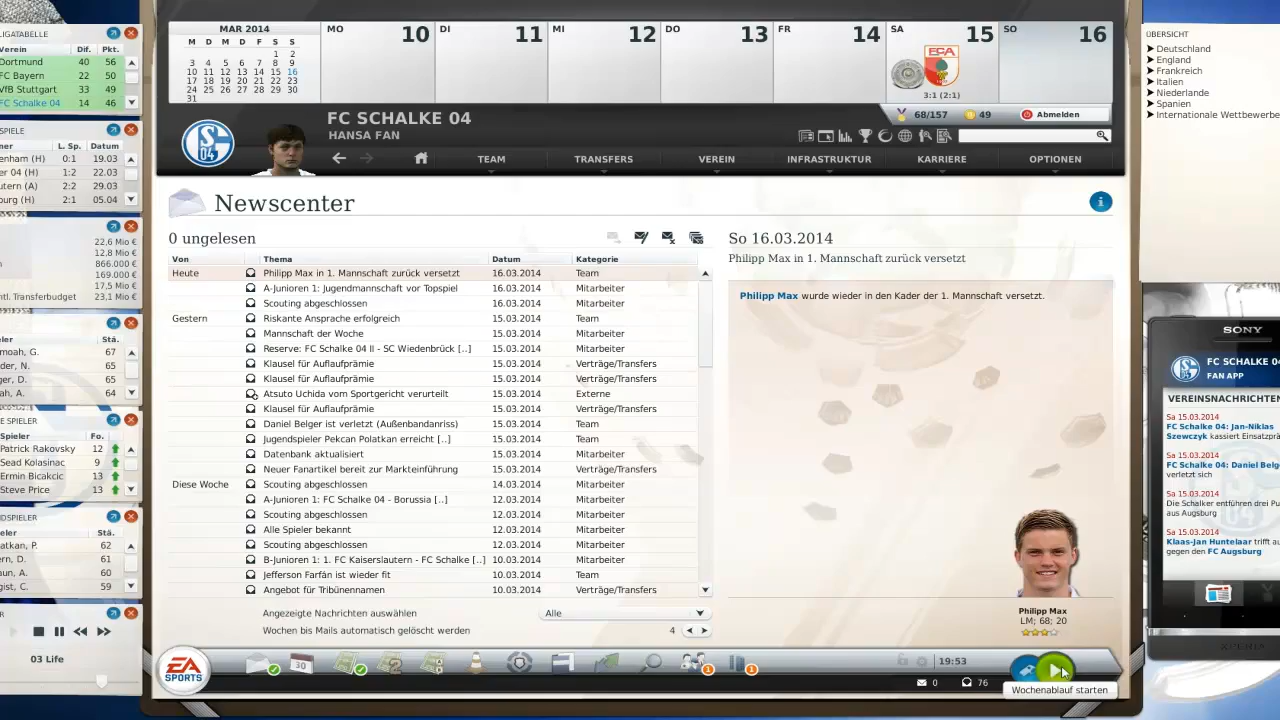 LIGATABELLE
Verein Dif. Pkt.
Dortmund 40 56
FC Bayern 22 50
VfB Stuttgart 33 49
FC Schalke 04 14 46
SPIELE
L. Sp. Datum
0:1 19.03
04 (H) 1:2 22.03
(A) 2:2 29.03
(H) 2:1 05.04
22,6 Mio €
12,8 Mio €
866.000 €
169.000 €
17,5 Mio €
Transferbudget 23,1 Mio €
Stä.
G. 67
N. 65
D. 65
A. 64
E SPIELER
Spieler Fo.
Patrick Rakovsky 12
Sead Kolasinac 9
Ermin Bicakcic 13
Steve Price 13
DSPIELER
Stä.
P. 62
D. 61
A. 60
C. 59
03 Life
MAR 2014
M D M D F S S
1 2
3 4 5 6 7 8 9
10 11 12 13 14 15 16
17 18 19 20 21 22 23
24 25 26 27 28 29 30
31
MO 10
DI 11
MI 12
DO 13
FR 14
SA 15
FCA
3:1 (2:1)
SO 16
FC SCHALKE 04
HANSA FAN
68/157 49 Abmelden
TEAM TRANSFERS VEREIN INFRASTRUKTUR KARRIERE OPTIONEN
Newscenter
0 ungelesen
Von Thema Datum Kategorie
Heute Philipp Max in 1. Mannschaft zurück versetzt 16.03.2014 Team
A-Junioren 1: Jugendmannschaft vor Topspiel 16.03.2014 Mitarbeiter
Scouting abgeschlossen 16.03.2014 Mitarbeiter
Gestern Riskante Ansprache erfolgreich 15.03.2014 Team
Mannschaft der Woche 15.03.2014 Mitarbeiter
Reserve: FC Schalke 04 II - SC Wiedenbrück [..] 15.03.2014 Mitarbeiter
Klausel für Auflaufprämie 15.03.2014 Verträge/Transfers
Klausel für Auflaufprämie 15.03.2014 Verträge/Transfers
Atsuto Uchida vom Sportgericht verurteilt 15.03.2014 Externe
Klausel für Auflaufprämie 15.03.2014 Verträge/Transfers
Daniel Belger ist verletzt (Außenbandanriss) 15.03.2014 Team
Jugendspieler Pekcan Polatkan erreicht [..] 15.03.2014 Team
Datenbank aktualisiert 15.03.2014 Mitarbeiter
Neuer Fanartikel bereit zur Markteinführung 15.03.2014 Verträge/Transfers
Diese Woche Scouting abgeschlossen 14.03.2014 Mitarbeiter
A-Junioren 1: FC Schalke 04 - Borussia [..] 12.03.2014 Mitarbeiter
Scouting abgeschlossen 12.03.2014 Mitarbeiter
Alle Spieler bekannt 12.03.2014 Mitarbeiter
Scouting abgeschlossen 12.03.2014 Mitarbeiter
B-Junioren 1: 1. FC Kaiserslautern - FC Schalke [..] 10.03.2014 Mitarbeiter
Jefferson Farfán ist wieder fit 10.03.2014 Team
Angebot für Tribünennamen 10.03.2014 Verträge/Transfers
Angezeigte Nachrichten auswählen Alle
Wochen bis Mails automatisch gelöscht werden 4
So 16.03.2014
Philipp Max in 1. Mannschaft zurück versetzt
Philipp Max wurde wieder in den Kader der 1. Mannschaft versetzt.
Philipp Max
LM; 68; 20
EA
SPORTS
30
1 1
19:53
0 76
Wochenablauf starten
ÜBERSICHT
Deutschland
England
Frankreich
Italien
Niederlande
Spanien
Internationale Wettbewerbe
SONY
FC SCHALKE 04
FAN APP
VEREINSNACHRICHTEN
Sa 15.03.2014
FC Schalke 04: Jan-Niklas
Szewczyk kassiert Einsatzprä
Sa 15.03.2014
FC Schalke 04: Daniel Belg
verletzt sich
Sa 15.03.2014
Die Schalker entführen drei Pu
aus Augsburg
Sa 15.03.2014
Klaas-Jan Huntelaar trifft au
gegen den FC Augsburg
XPERIA